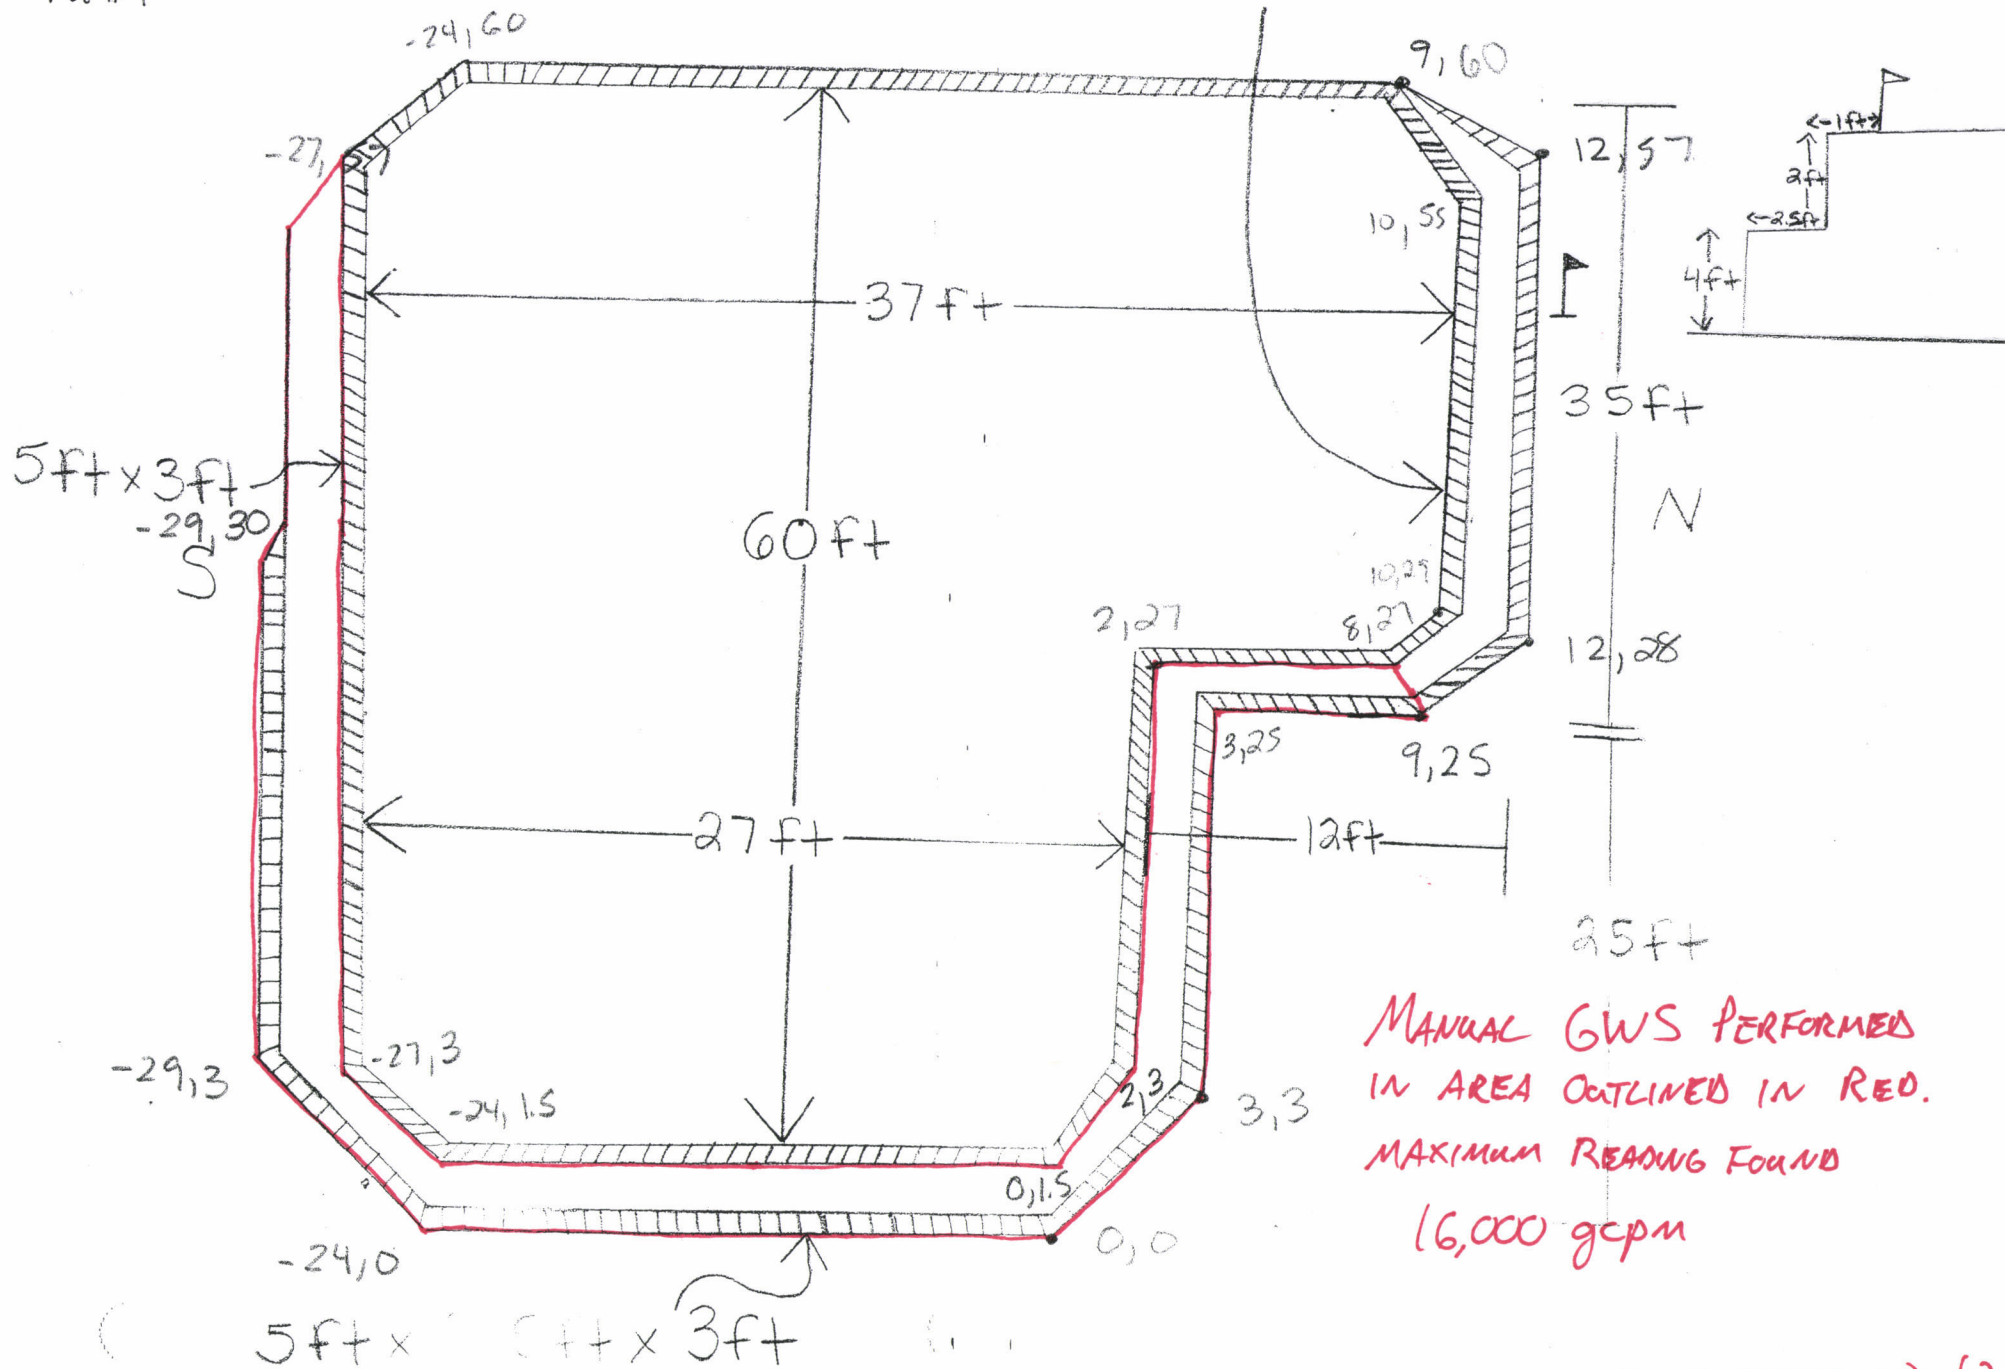 -24,60
9,60
-27,
12,57
1ft
2ft
2.5ft
4ft
10,55
37ft
35ft
5ft x 3ft
-29,30
S
N
60ft
10,29
2,27
8,27
12,28
3,25
9,25
27ft
12ft
25ft
-29,3
-27,3
-24,1.5
2,3
3,3
0,1.5
0,0
-24,0
5ft x 5ft x 3ft
MANUAL GWS PERFORMED
IN AREA OUTLINED IN RED.
MAXIMUM READING FOUND
16,000 gcpm